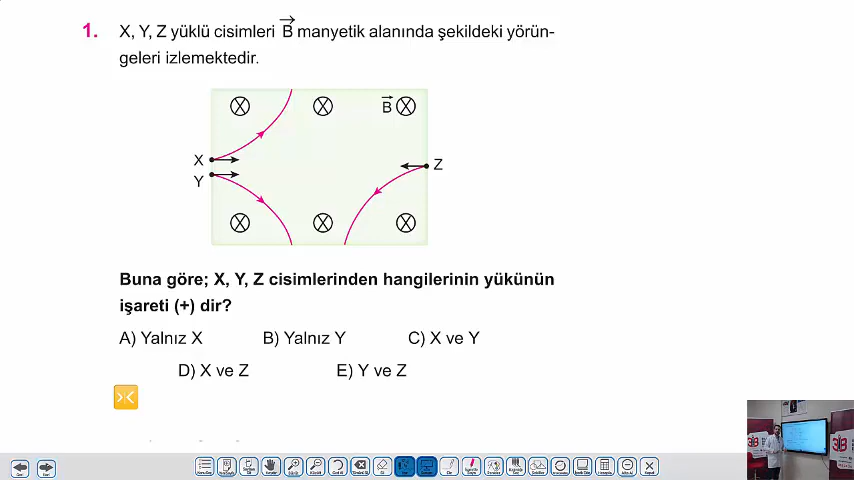 1. X, Y, Z yüklü cisimleri B manyetik alanında şekildeki yörün-
geleri izlemektedir.
B
X
Z
Y
Buna göre; X, Y, Z cisimlerinden hangilerinin yükünün
işareti (+) dir?
A) Yalnız X B) Yalnız Y C) X ve Y
D) X ve Z E) Y ve Z